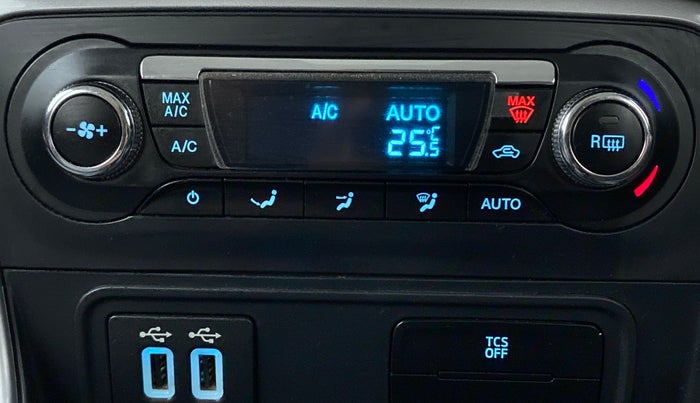 MAX
A/C
A/C
A/C AUTO
25.5°C
MAX
R
AUTO
TCS
OFF